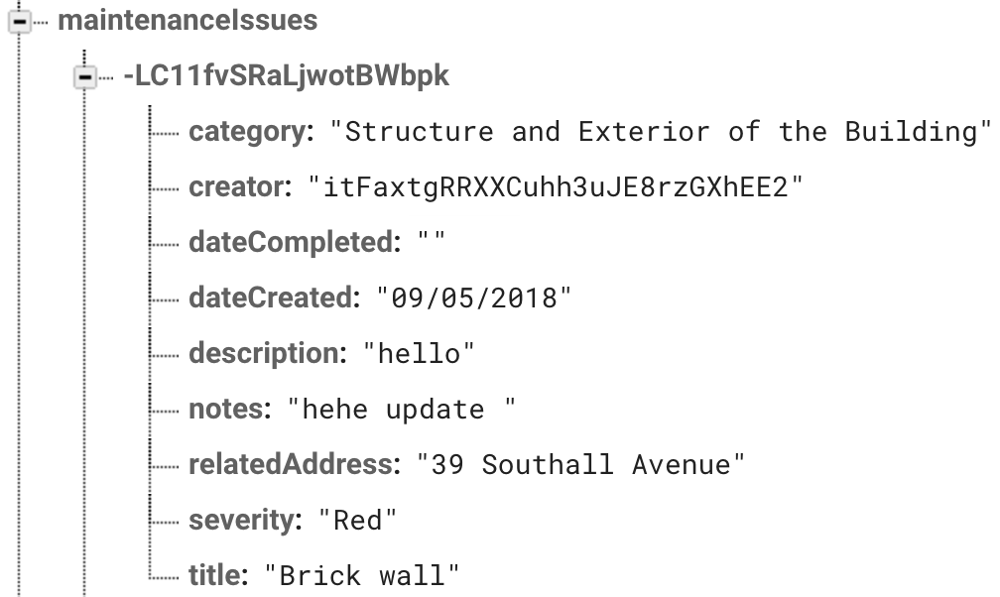 maintenanceIssues
-LC11fvSRaLjwotBWbpk
category: "Structure and Exterior of the Building"
creator: "itFaxtgRRXXCuhh3uJE8rzGXhEE2"
dateCompleted: ""
dateCreated: "09/05/2018"
description: "hello"
notes: "hehe update "
relatedAddress: "39 Southall Avenue"
severity: "Red"
title: "Brick wall"